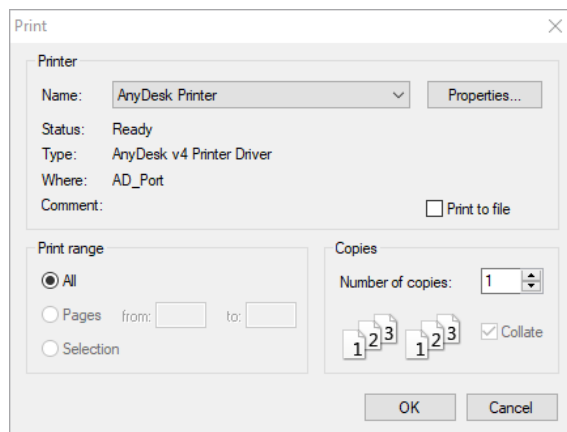 Print
Printer
Name: AnyDesk Printer Properties...
Status: Ready
Type: AnyDesk v4 Printer Driver
Where: AD_Port
Comment: Print to file
Print range
All
Pages from: to:
Selection
Copies
Number of copies: 1
1 2 3 1 2 3 Collate
OK Cancel